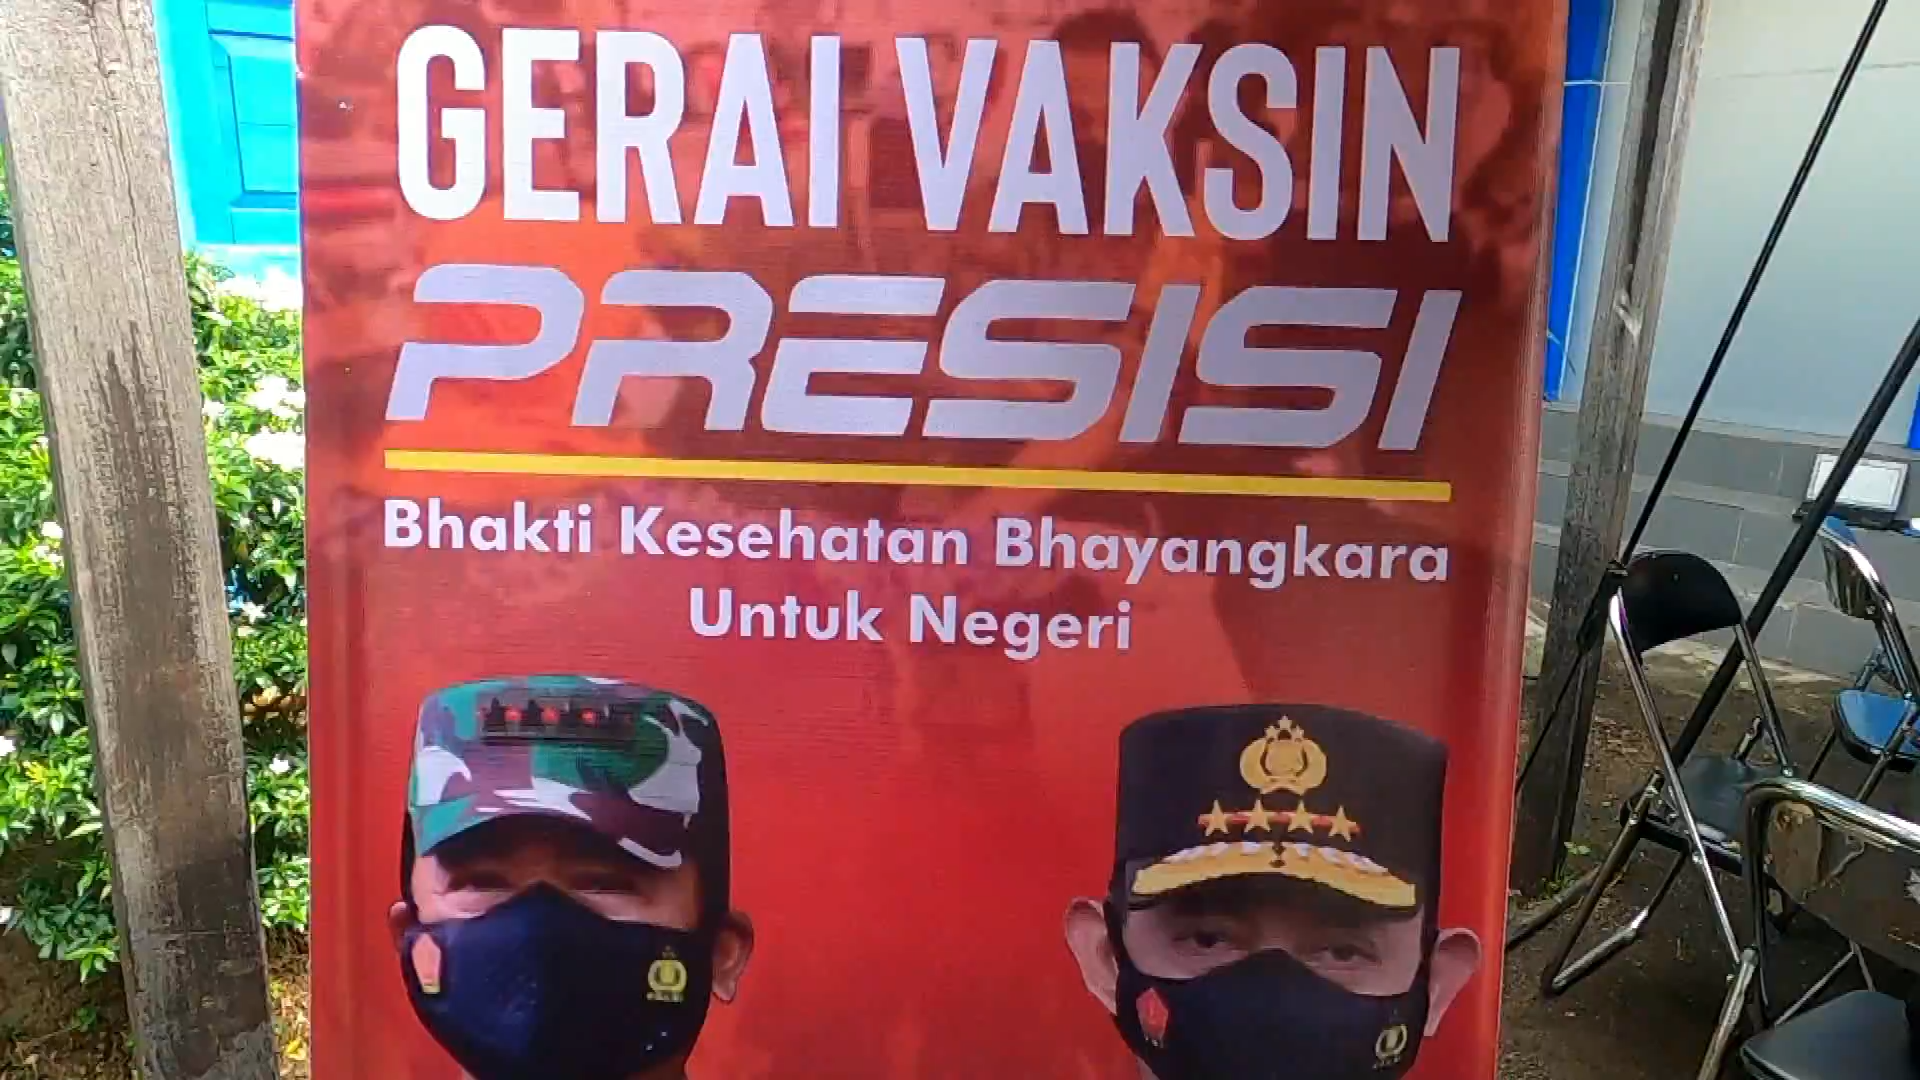 GERAI VAKSIN
PRESISI
Bhakti Kesehatan Bhayangkara
Untuk Negeri